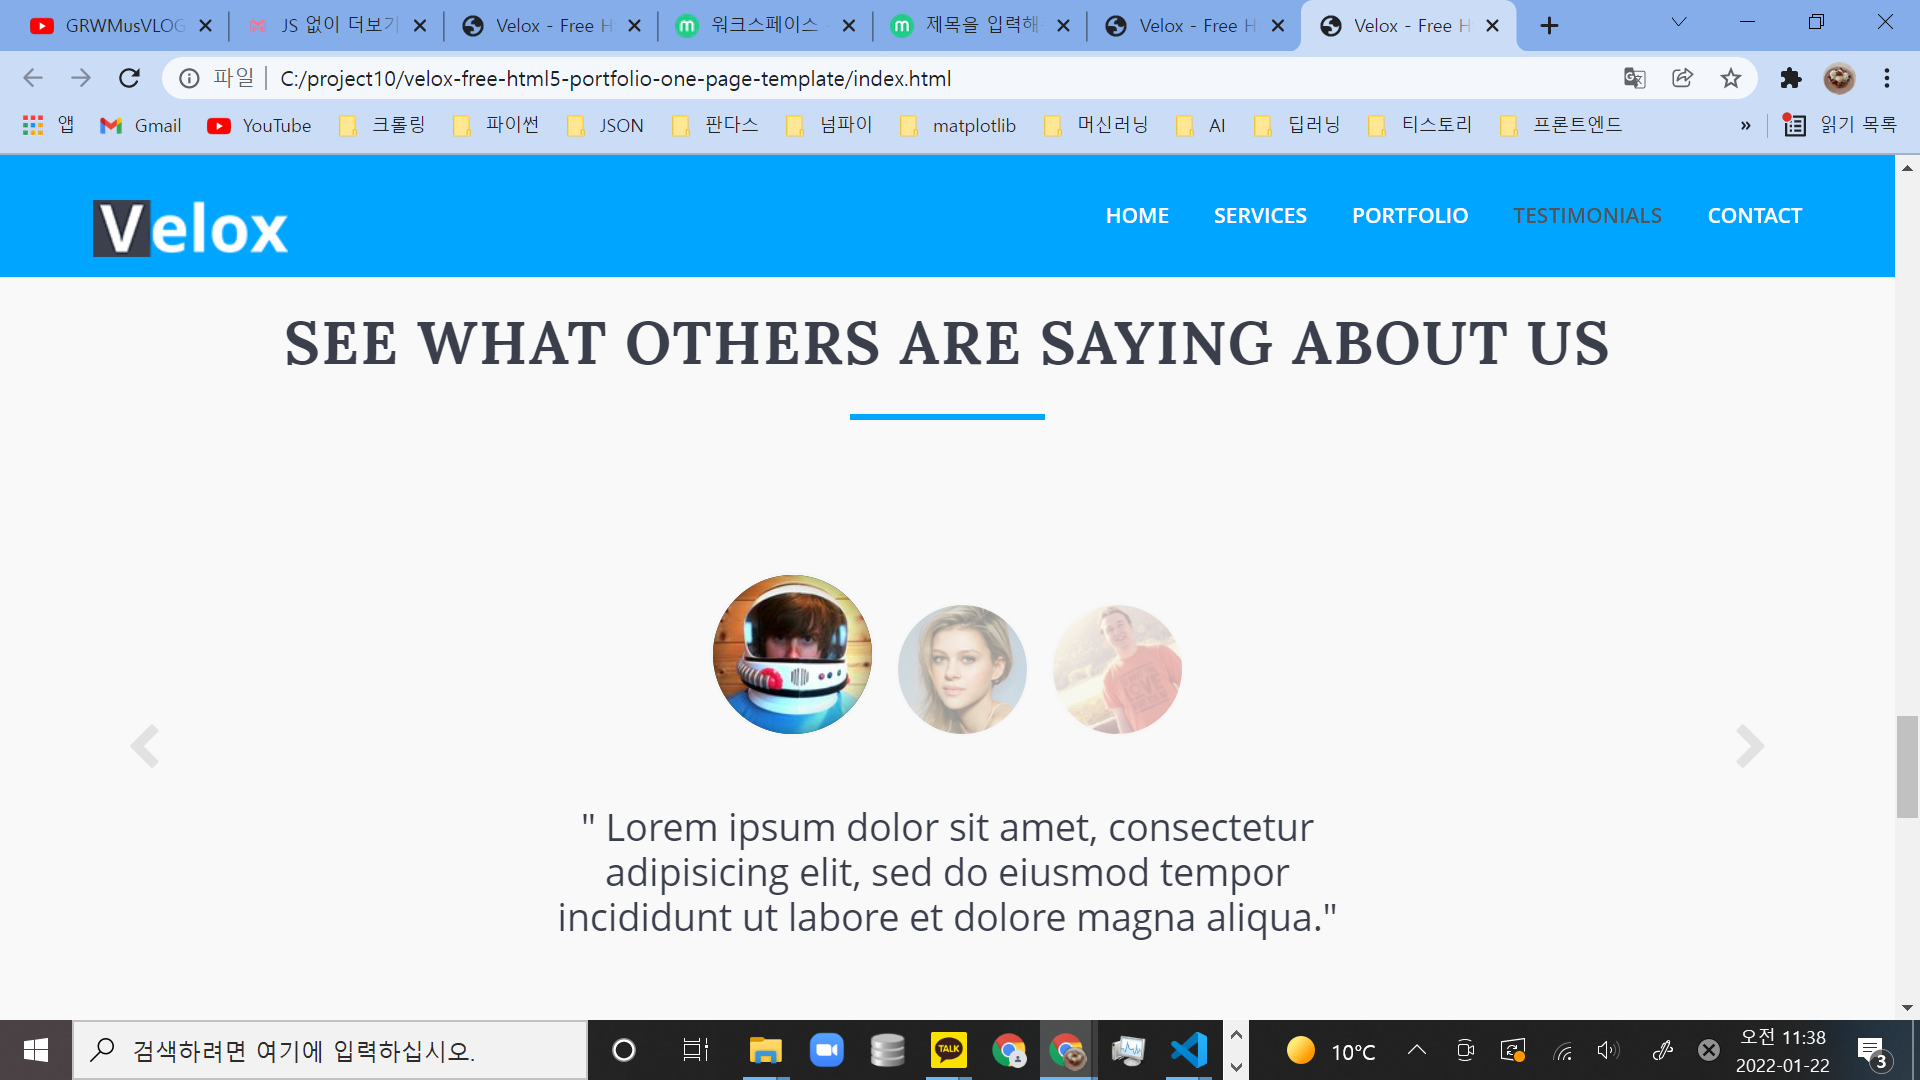 GRWMusVLOG
JS 없이 더보기
Velox - Free H
워크스페이스 -
제목을 입력해
Velox - Free H
Velox - Free H
파일 C:/project10/velox-free-html5-portfolio-one-page-template/index.html
앱 Gmail YouTube 크롤링 파이썬 JSON 판다스 넘파이 matplotlib 머신러닝 AI 딥러닝 티스토리 프론트엔드 » 읽기 목록
Velox
HOME SERVICES PORTFOLIO TESTIMONIALS CONTACT
SEE WHAT OTHERS ARE SAYING ABOUT US
" Lorem ipsum dolor sit amet, consectetur
adipisicing elit, sed do eiusmod tempor
incididunt ut labore et dolore magna aliqua."
검색하려면 여기에 입력하십시오.
TALK
10°C
오전 11:38
2022-01-22
3